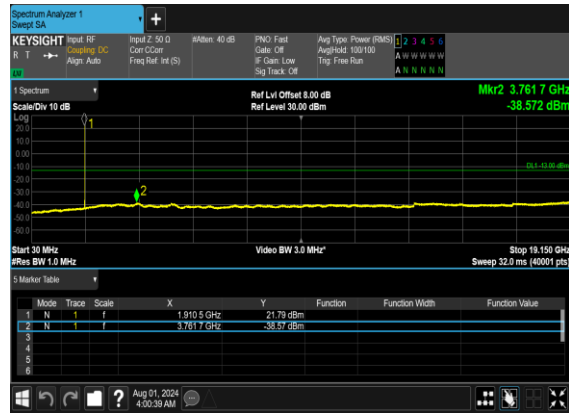 Spectrum Analyzer 1
Swept SA
KEYSIGHT
R T
Input: RF
Coupling: DC
Align: Auto
Input Z: 50 Ω
Corr CCorr
Freq Ref: Int (S)
#Atten: 40 dB
PNO: Fast
Gate: Off
IF Gain: Low
Sig Track: Off
Avg Type: Power (RMS)
Avg|Hold: 100/100
Trig: Free Run
1 2 3 4 5 6
A W W W W W
A N N N N N
1 Spectrum
Scale/Div 10 dB
Ref Lvl Offset 8.00 dB
Ref Level 30.00 dBm
Mkr2 3.761 7 GHz
-38.572 dBm
Log
20.0
10.0
0.00
-10.0
-20.0
-30.0
-40.0
-50.0
-60.0
1
2
DL1 -13.00 dBm
Start 30 MHz
#Res BW 1.0 MHz
Video BW 3.0 MHz*
Stop 19.150 GHz
Sweep 32.0 ms (40001 pts)
5 Marker Table
Mode Trace Scale X Y Function Function Width Function Value
1 N 1 f 1.910 5 GHz 21.79 dBm
2 N 1 f 3.761 7 GHz -38.57 dBm
3
4
5
6
?
Aug 01, 2024
4:00:39 AM